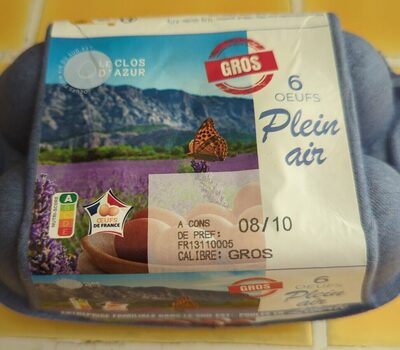 Le CLOS
D'AZUR
GROS
6
OEUFS
Plein
air
A
ŒUFS
DE FRANCE
A CONS
DE PREF: 08/10
FR13110005
CALIBRE: GROS
GROS
6
OEUFS
Plein
air